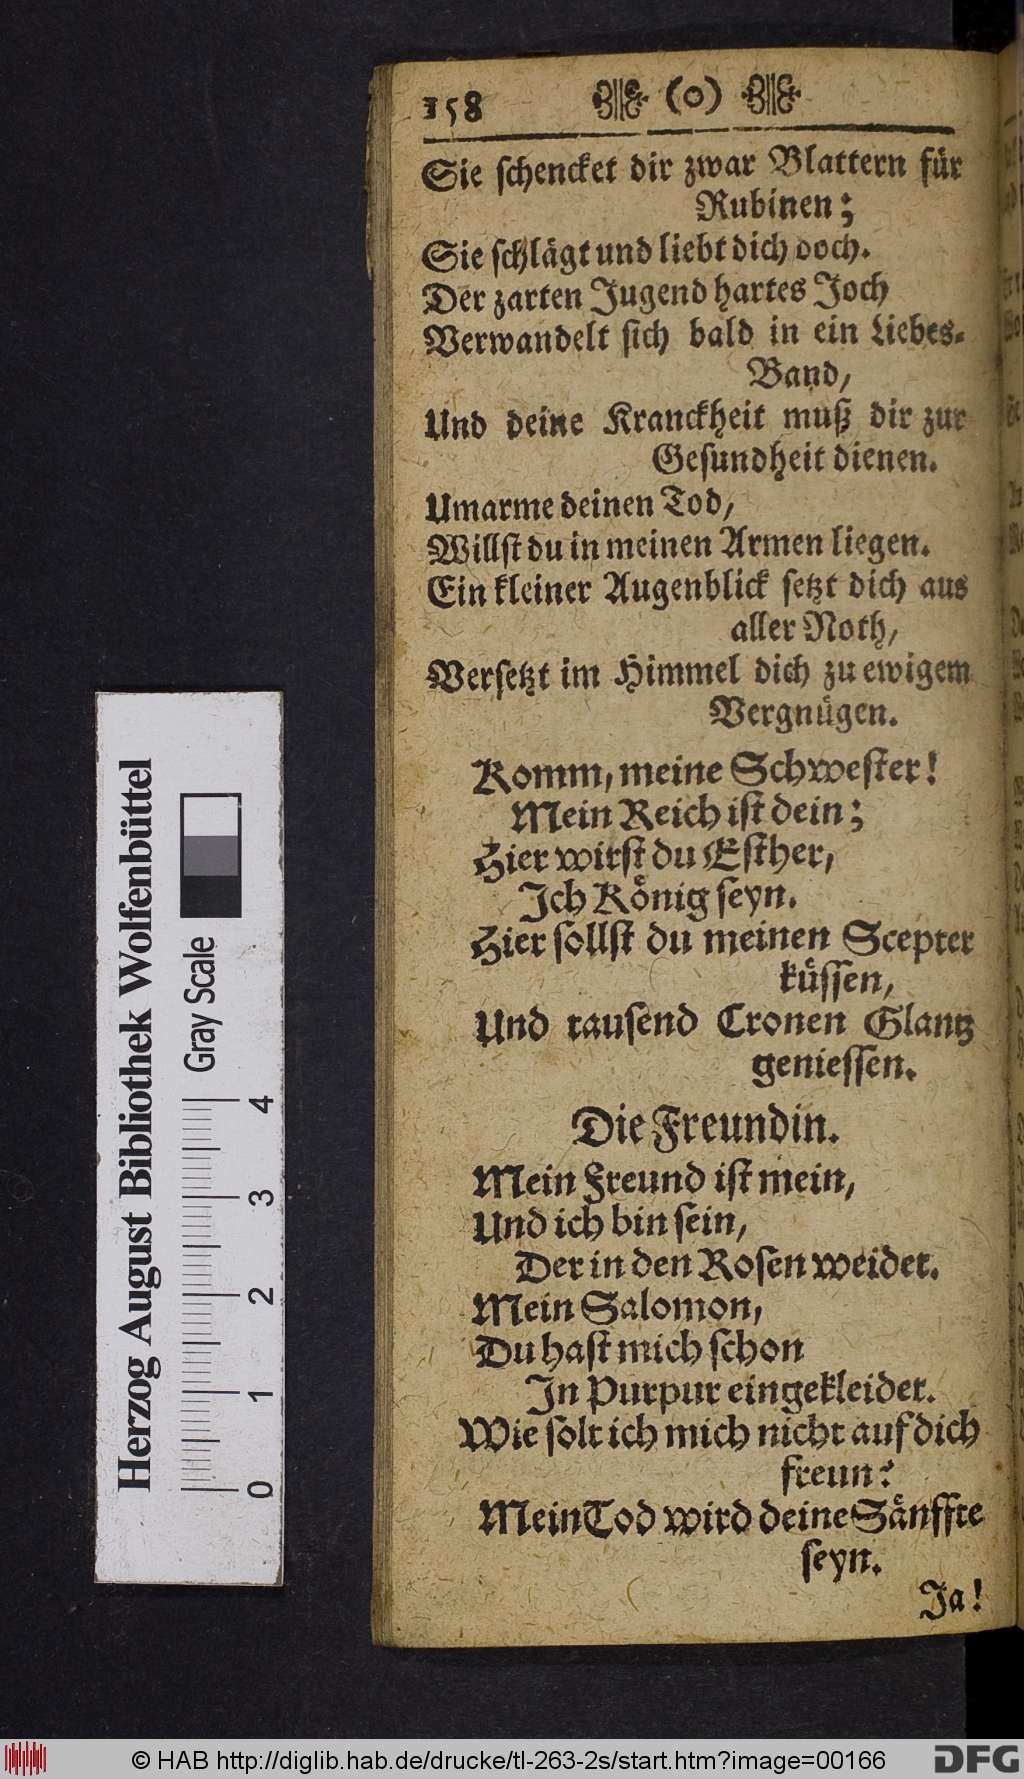 158 (o)
Sie schencket dir zwar Blattern für
Rubinen;
Sie schlägt und liebt dich doch.
Der zarten Jugend hartes Joch
Verwandelt sich bald in ein Liebes-
Band,
Und deine Kranckheit muß dir zur
Gesundheit dienen.
Umarme deinen Tod,
Willst du in meinen Armen liegen.
Ein kleiner Augenblick setzt dich aus
aller Noth,
Versetzt im Himmel dich zu ewigem
Vergnügen.
Komm, meine Schwester!
Mein Reich ist dein;
Hier wirst du Esther,
Ich König seyn.
Hier sollst du meinen Scepter
küssen,
Und tausend Cronen Glantz
geniessen.
Die Freundin.
Mein Freund ist mein,
Und ich bin sein,
Der in den Rosen weidet.
Mein Salomon,
Du hast mich schon
In Purpur eingekleidet.
Wie solt ich mich nicht auf dich
freun?
Mein Tod wird deine Sänffte
seyn.
Ja!
Herzog August Bibliothek Wolfenbüttel
Gray Scale
0 1 2 3 4
© HAB http://diglib.hab.de/drucke/tl-263-2s/start.htm?image=00166
DFG